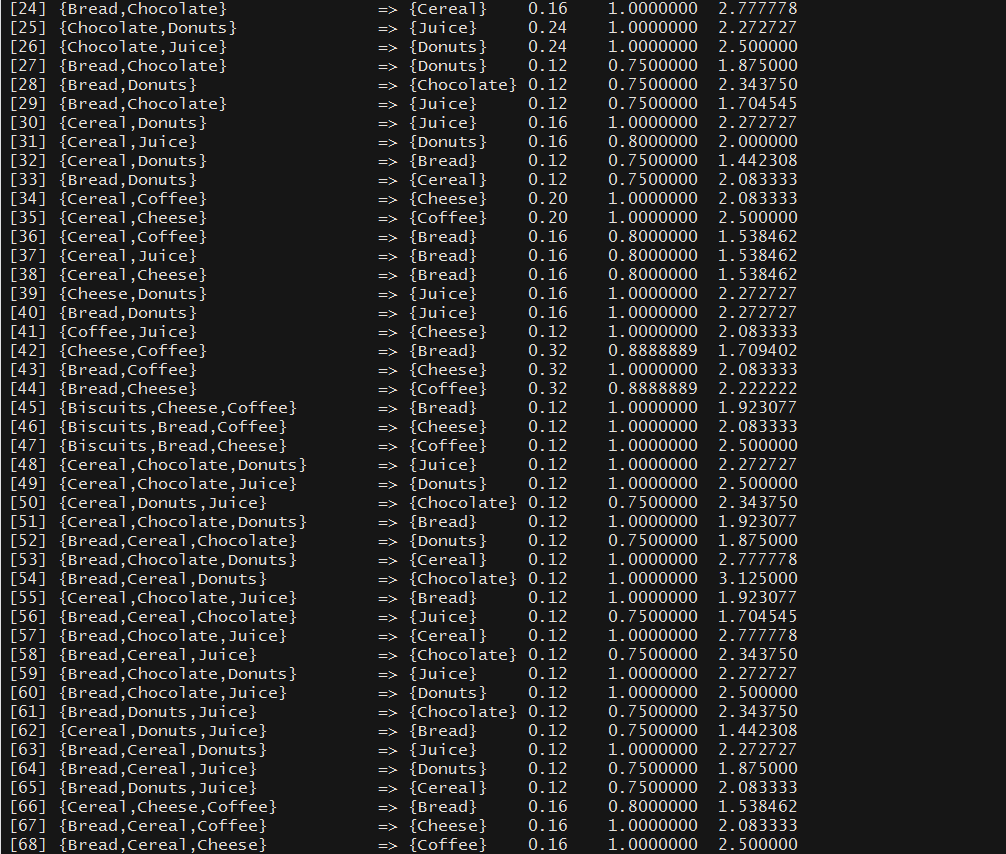 [24] {Bread,Chocolate} => {Cereal} 0.16 1.0000000 2.777778
[25] {Chocolate,Donuts} => {Juice} 0.24 1.0000000 2.272727
[26] {Chocolate,Juice} => {Donuts} 0.24 1.0000000 2.500000
[27] {Bread,Chocolate} => {Donuts} 0.12 0.7500000 1.875000
[28] {Bread,Donuts} => {Chocolate} 0.12 0.7500000 2.343750
[29] {Bread,Chocolate} => {Juice} 0.12 0.7500000 1.704545
[30] {Cereal,Donuts} => {Juice} 0.16 1.0000000 2.272727
[31] {Cereal,Juice} => {Donuts} 0.16 0.8000000 2.000000
[32] {Cereal,Donuts} => {Bread} 0.12 0.7500000 1.442308
[33] {Bread,Donuts} => {Cereal} 0.12 0.7500000 2.083333
[34] {Cereal,Coffee} => {Cheese} 0.20 1.0000000 2.083333
[35] {Cereal,Cheese} => {Coffee} 0.20 1.0000000 2.500000
[36] {Cereal,Coffee} => {Bread} 0.16 0.8000000 1.538462
[37] {Cereal,Juice} => {Bread} 0.16 0.8000000 1.538462
[38] {Cereal,Cheese} => {Bread} 0.16 0.8000000 1.538462
[39] {Cheese,Donuts} => {Juice} 0.16 1.0000000 2.272727
[40] {Bread,Donuts} => {Juice} 0.16 1.0000000 2.272727
[41] {Coffee,Juice} => {Cheese} 0.12 1.0000000 2.083333
[42] {Cheese,Coffee} => {Bread} 0.32 0.8888889 1.709402
[43] {Bread,Coffee} => {Cheese} 0.32 1.0000000 2.083333
[44] {Bread,Cheese} => {Coffee} 0.32 0.8888889 2.222222
[45] {Biscuits,Cheese,Coffee} => {Bread} 0.12 1.0000000 1.923077
[46] {Biscuits,Bread,Coffee} => {Cheese} 0.12 1.0000000 2.083333
[47] {Biscuits,Bread,Cheese} => {Coffee} 0.12 1.0000000 2.500000
[48] {Cereal,Chocolate,Donuts} => {Juice} 0.12 1.0000000 2.272727
[49] {Cereal,Chocolate,Juice} => {Donuts} 0.12 1.0000000 2.500000
[50] {Cereal,Donuts,Juice} => {Chocolate} 0.12 0.7500000 2.343750
[51] {Cereal,Chocolate,Donuts} => {Bread} 0.12 1.0000000 1.923077
[52] {Bread,Cereal,Chocolate} => {Donuts} 0.12 0.7500000 1.875000
[53] {Bread,Chocolate,Donuts} => {Cereal} 0.12 1.0000000 2.777778
[54] {Bread,Cereal,Donuts} => {Chocolate} 0.12 1.0000000 3.125000
[55] {Cereal,Chocolate,Juice} => {Bread} 0.12 1.0000000 1.923077
[56] {Bread,Cereal,Chocolate} => {Juice} 0.12 0.7500000 1.704545
[57] {Bread,Chocolate,Juice} => {Cereal} 0.12 1.0000000 2.777778
[58] {Bread,Cereal,Juice} => {Chocolate} 0.12 0.7500000 2.343750
[59] {Bread,Chocolate,Donuts} => {Juice} 0.12 1.0000000 2.272727
[60] {Bread,Chocolate,Juice} => {Donuts} 0.12 1.0000000 2.500000
[61] {Bread,Donuts,Juice} => {Chocolate} 0.12 0.7500000 2.343750
[62] {Cereal,Donuts,Juice} => {Bread} 0.12 0.7500000 1.442308
[63] {Bread,Cereal,Donuts} => {Juice} 0.12 1.0000000 2.272727
[64] {Bread,Cereal,Juice} => {Donuts} 0.12 0.7500000 1.875000
[65] {Bread,Donuts,Juice} => {Cereal} 0.12 0.7500000 2.083333
[66] {Cereal,Cheese,Coffee} => {Bread} 0.16 0.8000000 1.538462
[67] {Bread,Cereal,Coffee} => {Cheese} 0.16 1.0000000 2.083333
[68] {Bread,Cereal,Cheese} => {Coffee} 0.16 1.0000000 2.500000